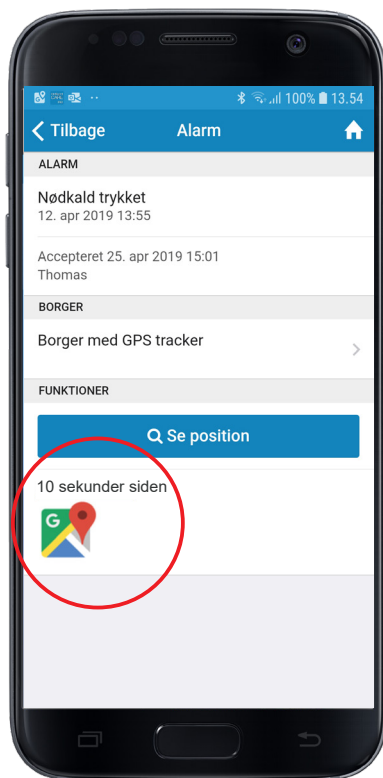 100% 13.54
Tilbage Alarm
ALARM
Nødkald trykket
12. apr 2019 13:55
Accepteret 25. apr 2019 15:01
Thomas
BORGER
Borger med GPS tracker
FUNKTIONER
Se position
10 sekunder siden
G